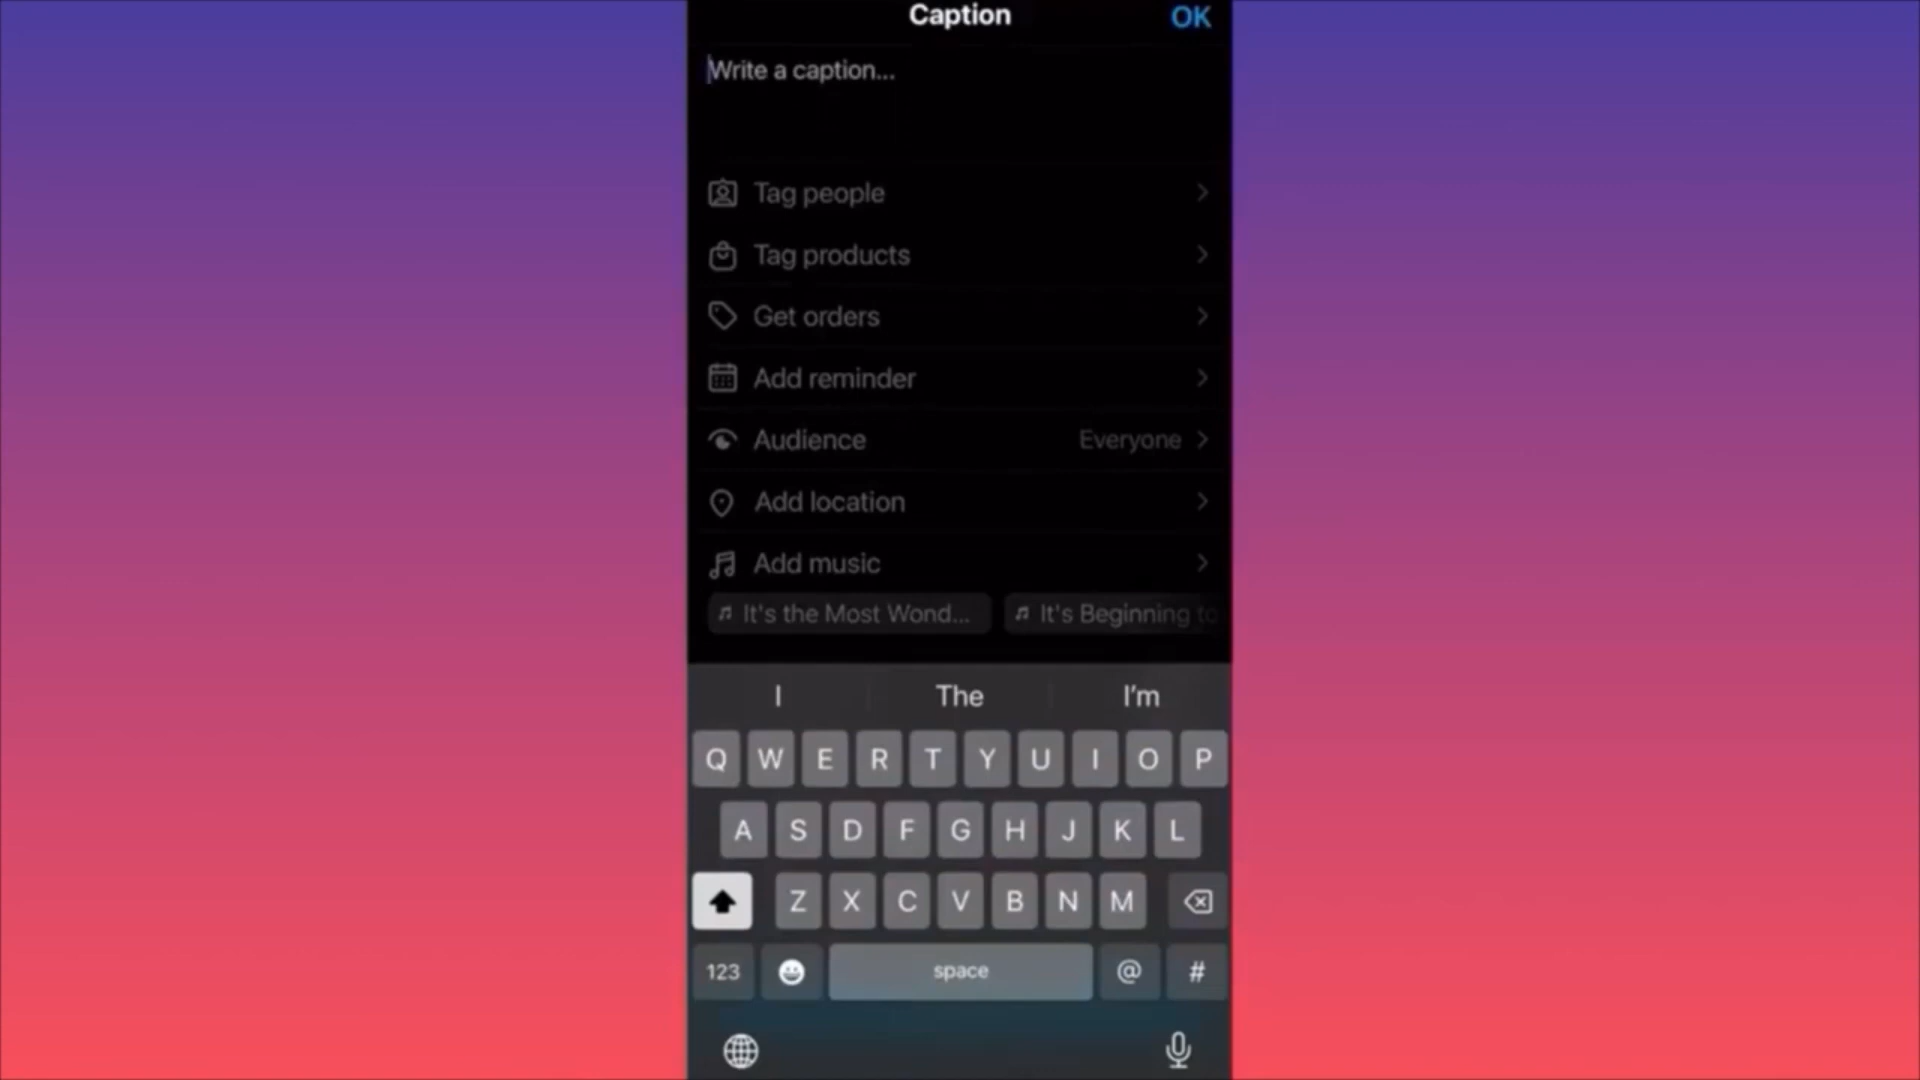 Caption
OK
Write a caption...
Tag people
Tag products
Get orders
Add reminder
Audience Everyone
Add location
Add music
It's the Most Wond... It's Beginning to
I The I'm
Q W E R T Y U I O P
A S D F G H J K L
Z X C V B N M
123 space @ #